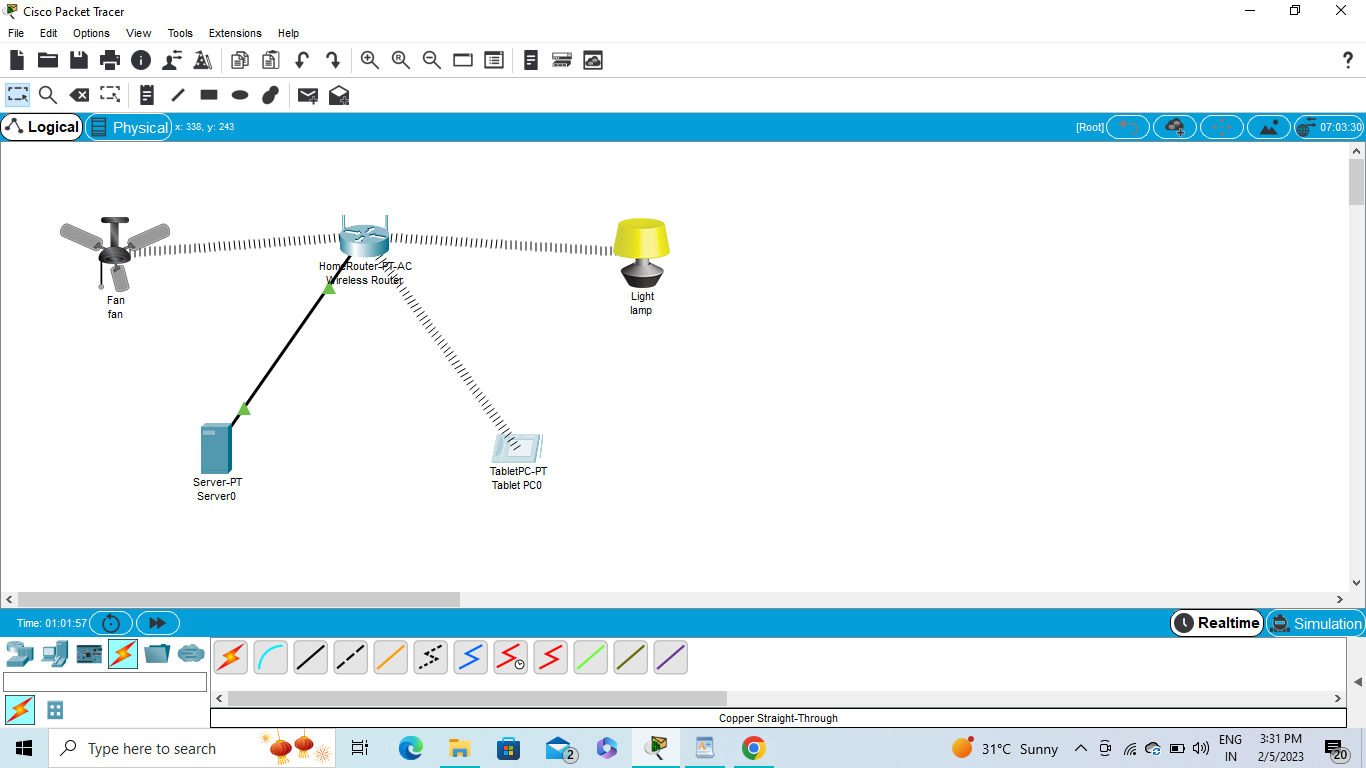 Cisco Packet Tracer
File Edit Options View Tools Extensions Help
Logical Physical x: 338, y: 243 [Root] 07:03:30
Fan
fan
HomeRouter-PT-AC
Wireless Router
Light
lamp
Server-PT
Server0
TabletPC-PT
Tablet PC0
Time: 01:01:57 Realtime Simulation
Copper Straight-Through
Type here to search 2 31°C Sunny ENG 3:31 PM
IN 2/5/2023 20